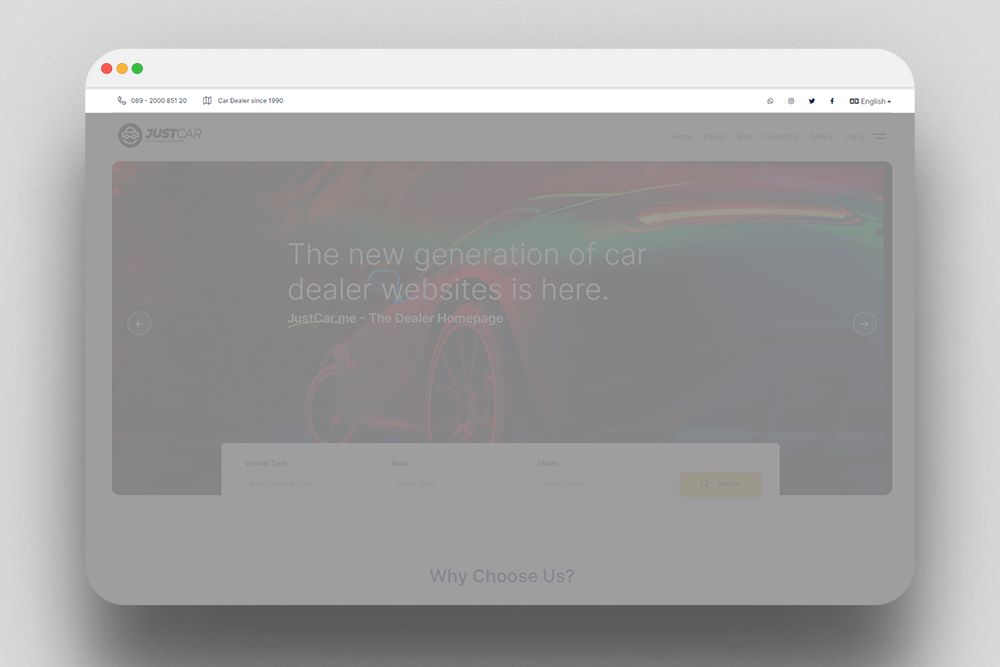 089 - 2000 851 20
Car Dealer since 1990
English
JUSTCAR
Home
Imprint
Blog
Contact Us
Gallery
Log in
The new generation of car
dealer websites is here.
JustCar.me - The Dealer Homepage
Vehicle Type
Make
Model
Select Vehicle Type
Search
Why Choose Us?